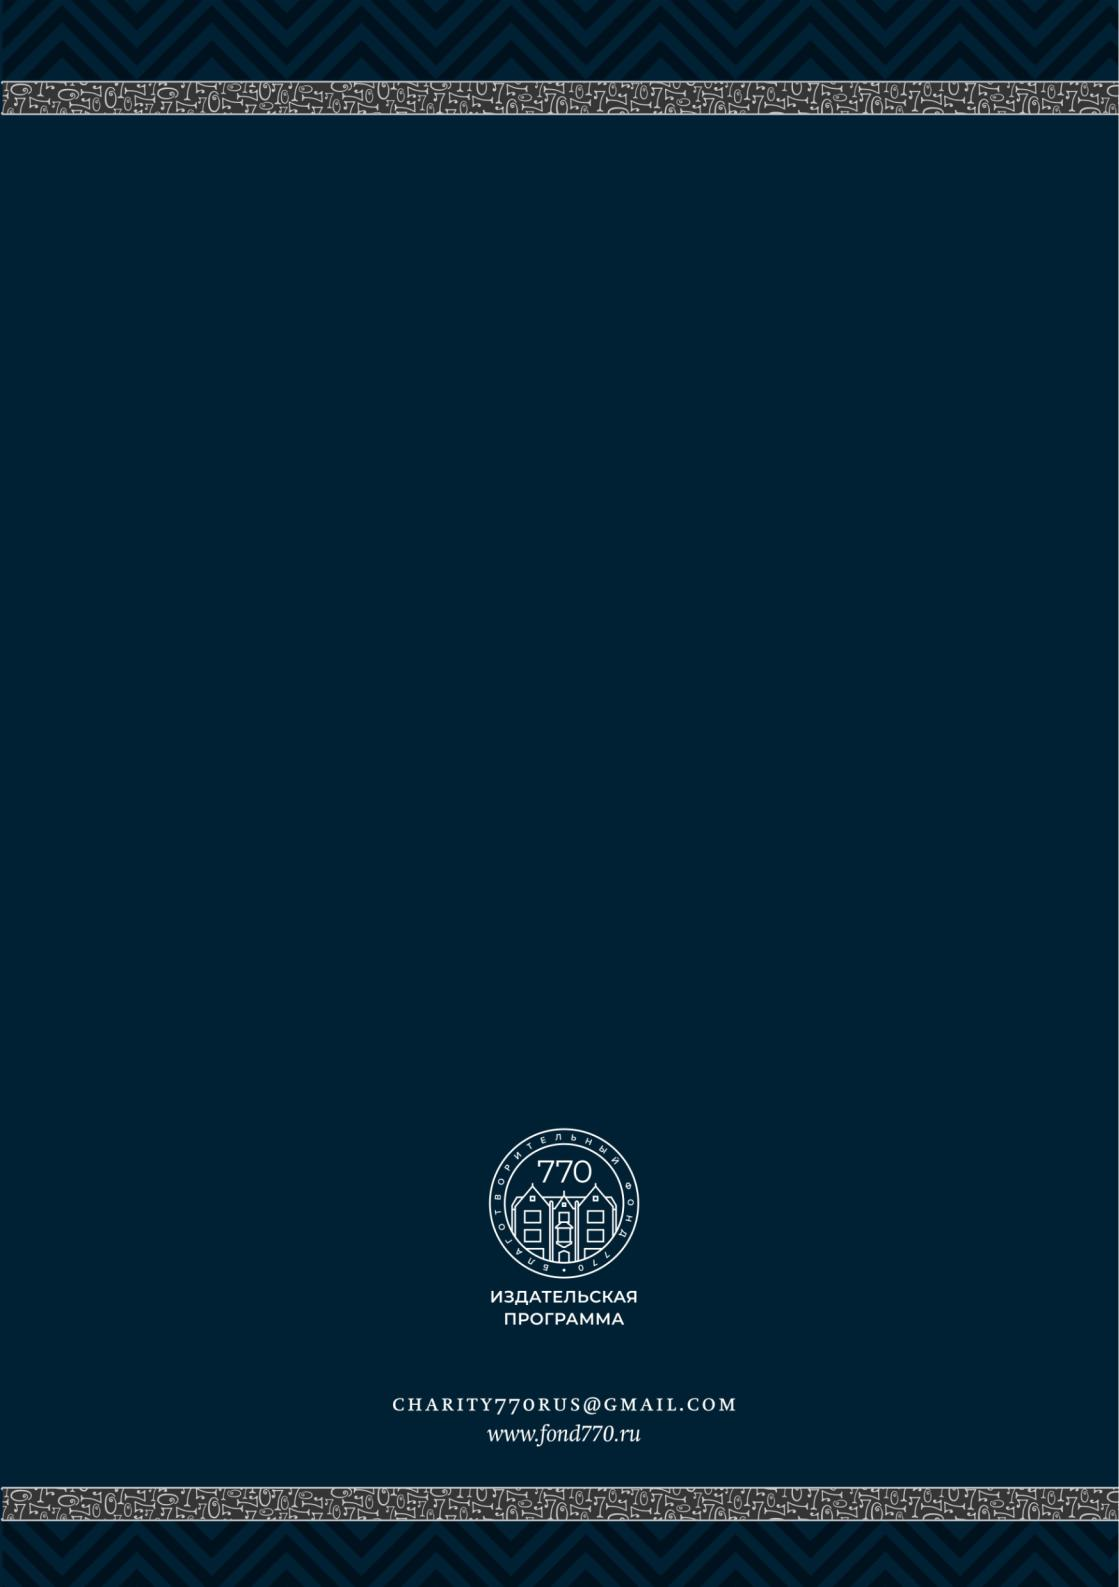 770
БЛАГОТВОРИТЕЛЬНЫЙ ФОНД 770
ИЗДАТЕЛЬСКАЯ
ПРОГРАММА
CHARITY770RUS@GMAIL.COM
www.fond770.ru